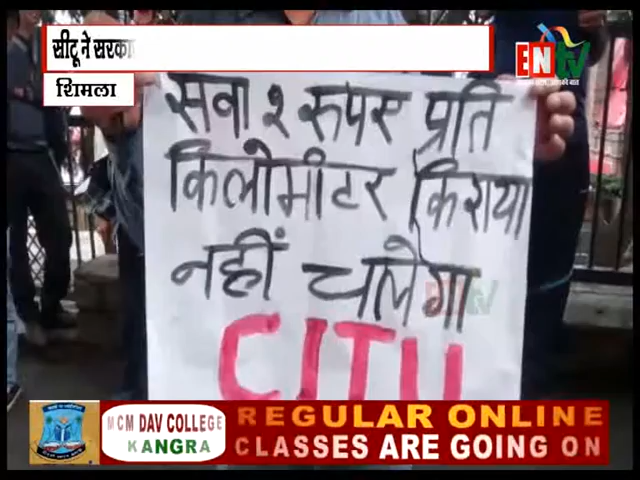 सीटू ने सरका
ENTV
शिमला
सवा २ रुपए प्रति
किलोमीटर किराया
नहीं चलेगा
ENTV
CITU
MCM DAV COLLEGE
KANGRA
REGULAR ONLINE
CLASSES ARE GOING ON